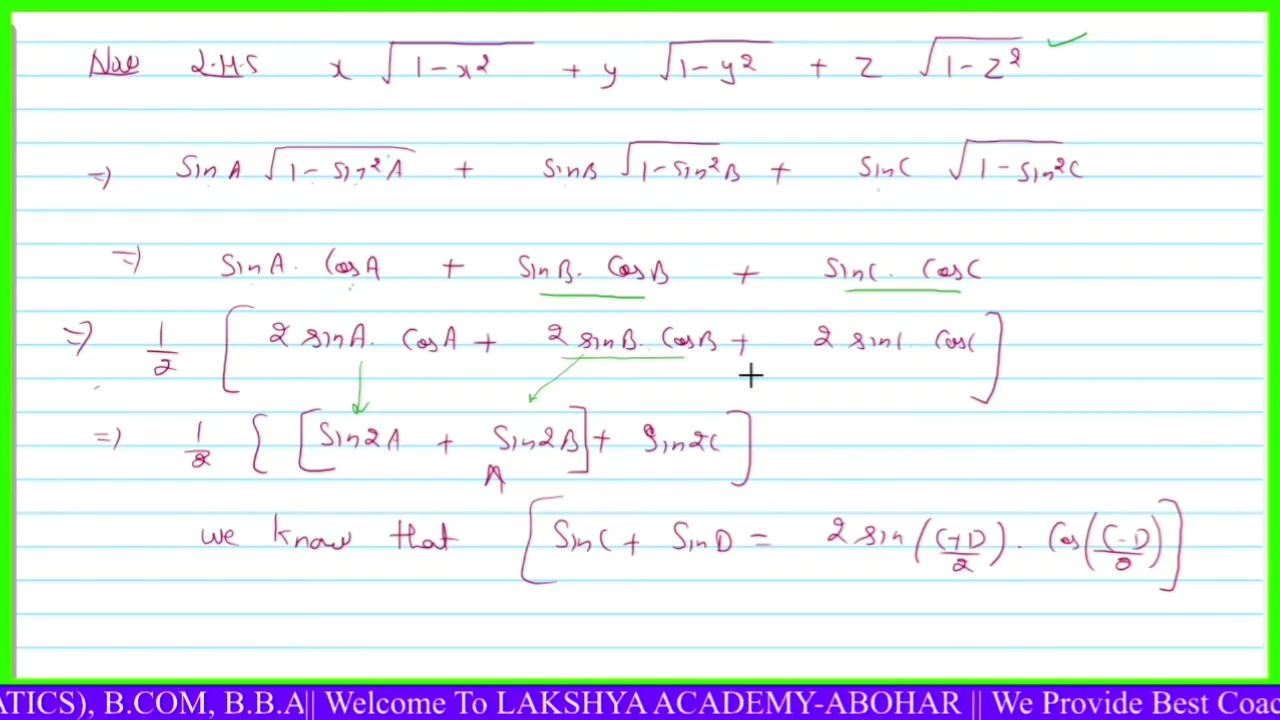 Now L.H.S x √1-x² + y √1-y² + z √1-z²
=) SinA √1-Sin²A + SinB √1-Sin²B + SinC √1-Sin²C
=) SinA. CosA + SinB. CosB + SinC. CosC
=) 1/2 [ 2 sinA. CosA + 2 sinB. CosB + 2 sinC. CosC ]
=) 1/2 { [ Sin2A + Sin2B ] + Sin2C ]
A
we know that [ SinC + SinD = 2 sin (C+D/2) . Cos (C-D/2) ]
ATICS), B.COM, B.B.A|| Welcome To LAKSHYA ACADEMY-ABOHAR || We Provide Best Coac